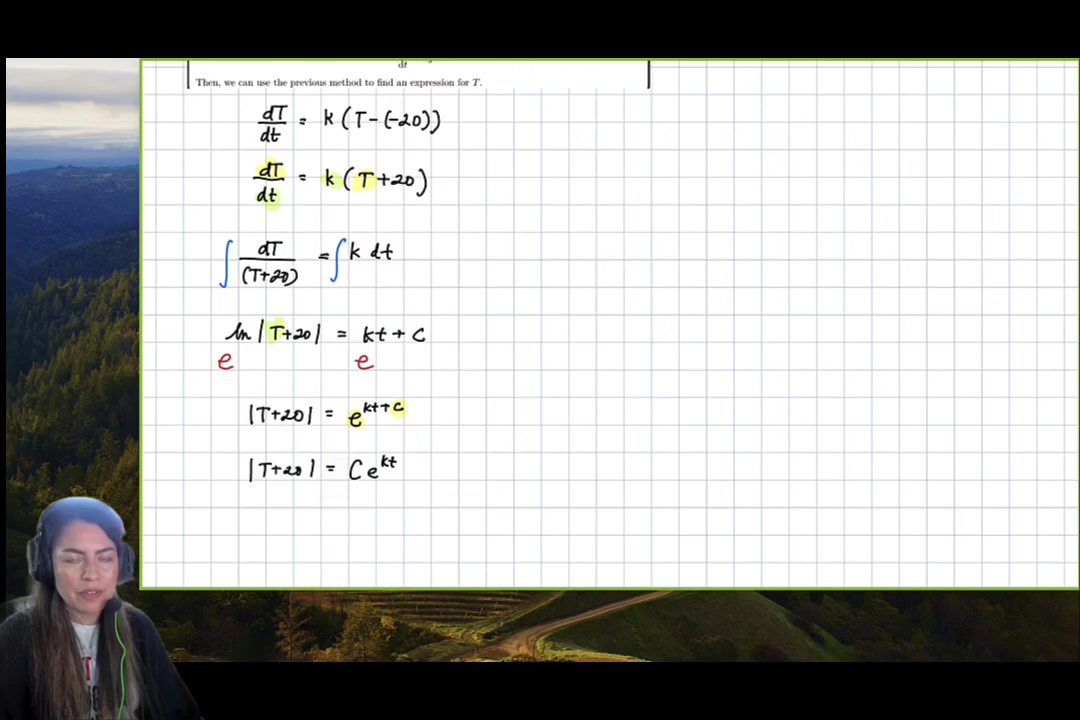 dt
Then, we can use the previous method to find an expression for T.
dT/dt = k(T-(-20))
dT/dt = k(T+20)
∫ dT/(T+20) = ∫ k dt
ln|T+20| = kt + c
e e
|T+20| = e^{kt+c}
|T+20| = Ce^{kt}